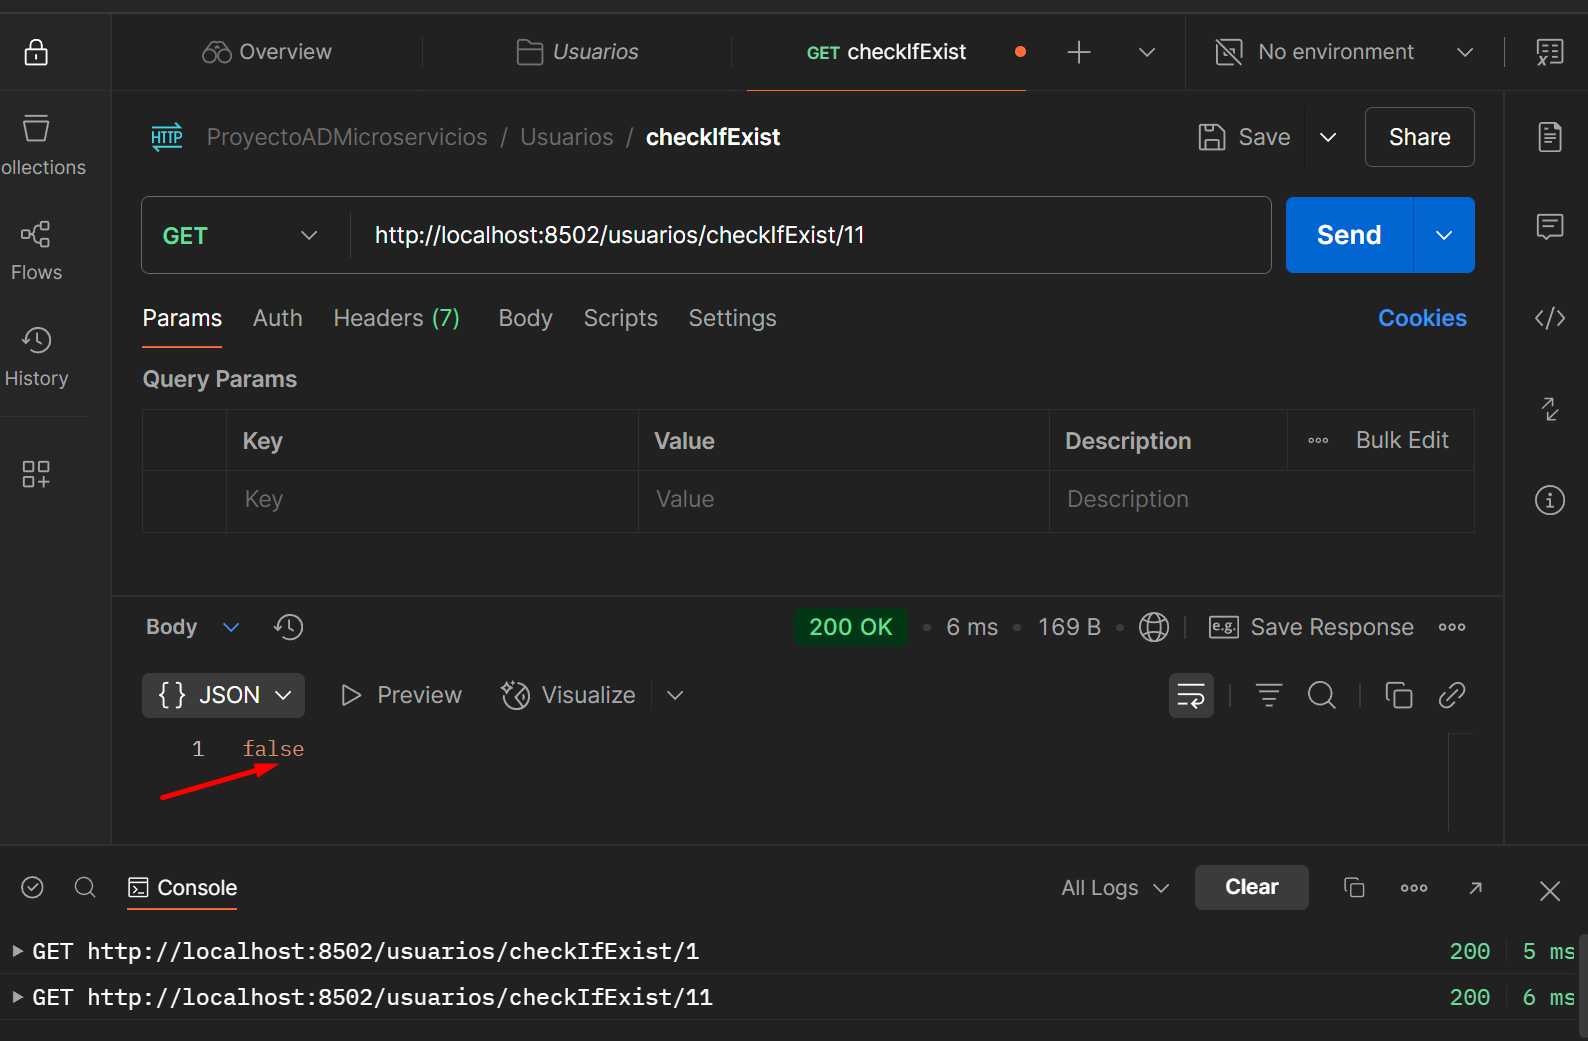 Overview
Usuarios
GET checkIfExist
No environment
HTTP ProyectoADMicroservicios / Usuarios / checkIfExist
Save
Share
ollections
Flows
History
GET
http://localhost:8502/usuarios/checkIfExist/11
Send
Params Auth Headers (7) Body Scripts Settings
Cookies
Query Params
Key Value Description Bulk Edit
Key Value Description
Body
200 OK • 6 ms • 169 B
e.g. Save Response
{} JSON
Preview
Visualize
1 false
Console
All Logs
Clear
GET http://localhost:8502/usuarios/checkIfExist/1 200 5 ms
GET http://localhost:8502/usuarios/checkIfExist/11 200 6 ms